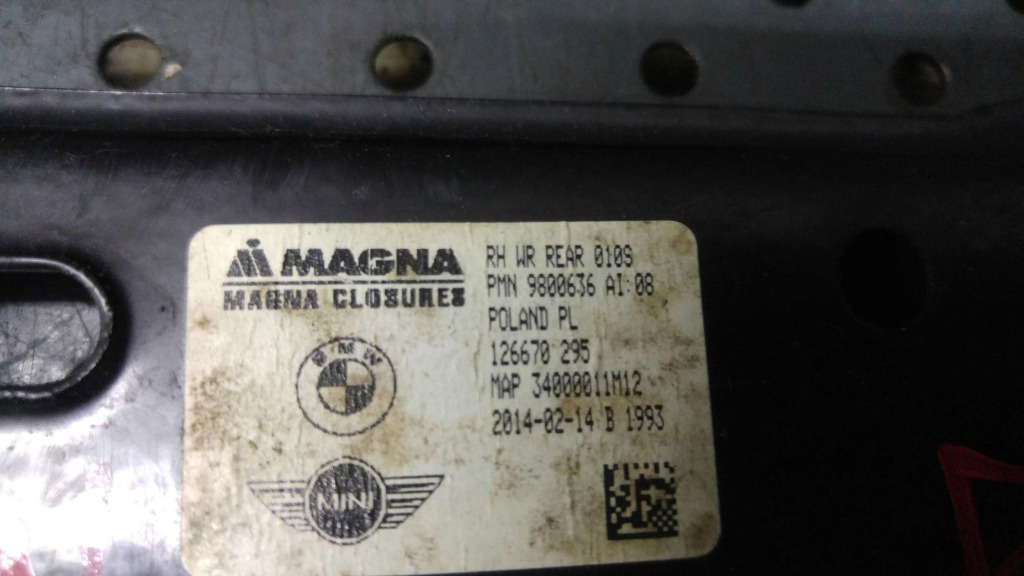 MAGNA
MAGNA CLOSURES
BMW
MINI
RH WR REAR 010S
PMN 9800636 AI:08
POLAND PL
126670 295
MAP 34000011M12
2014-02-14 B 1993